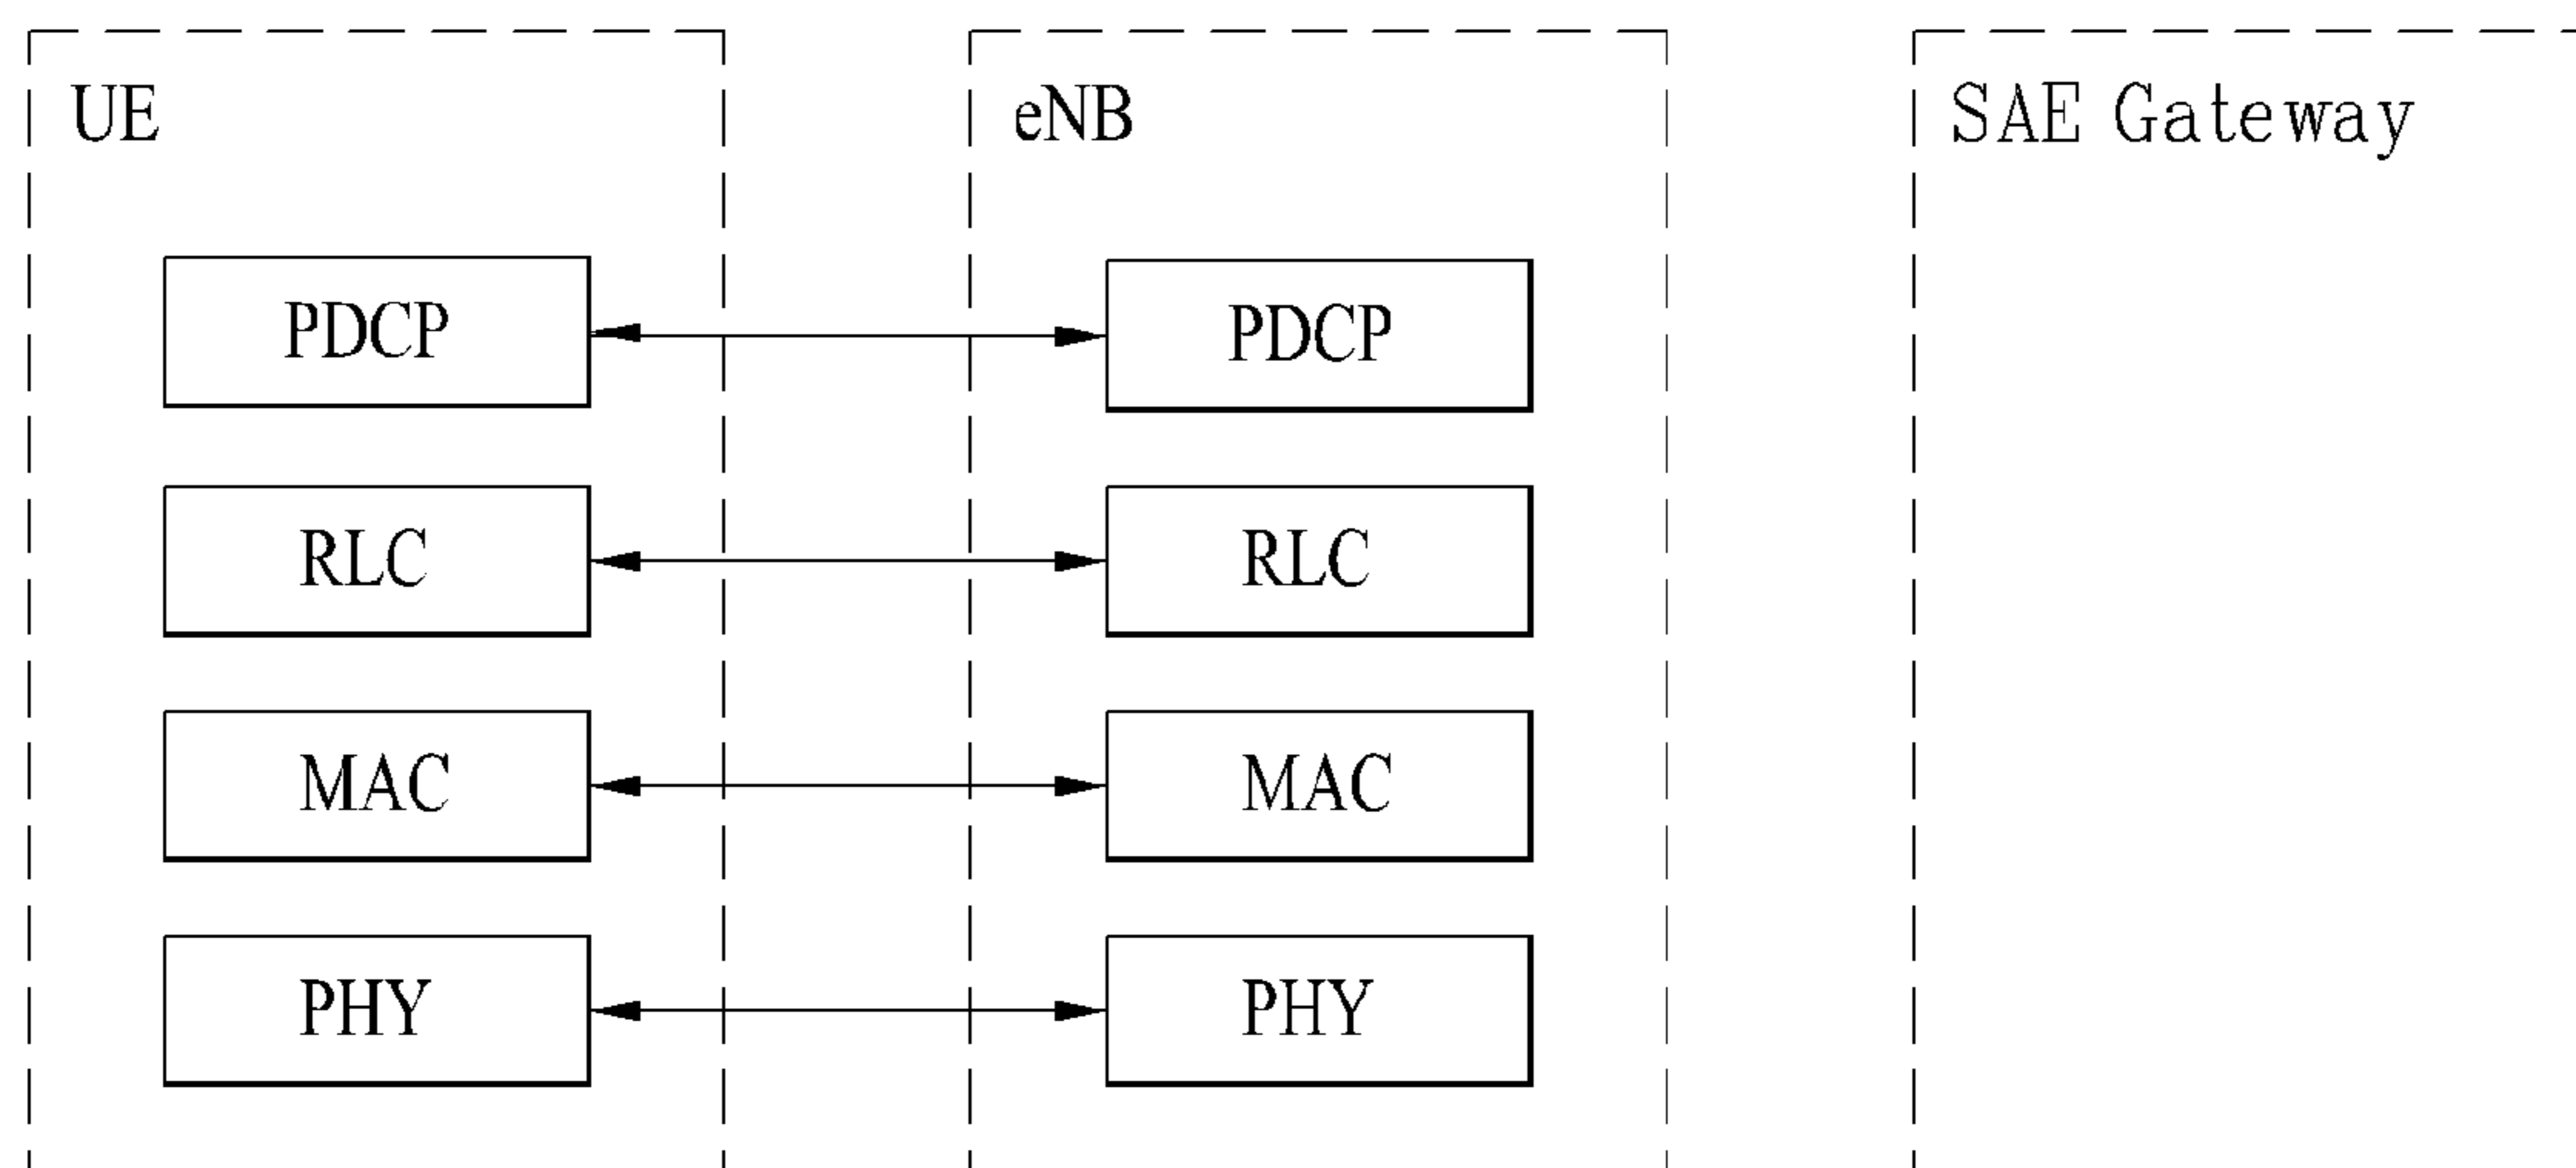 UE
eNB
SAE Gateway
PDCP
PDCP
RLC
RLC
MAC
MAC
PHY
PHY